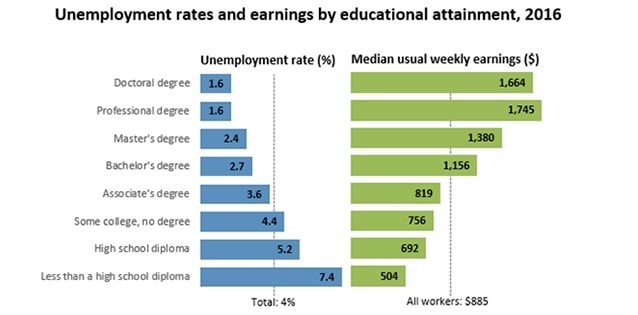 Unemployment rates and earnings by educational attainment, 2016
Unemployment rate (%) Median usual weekly earnings ($)
Doctoral degree 1.6 1,664
Professional degree 1.6 1,745
Master's degree 2.4 1,380
Bachelor's degree 2.7 1,156
Associate's degree 3.6 819
Some college, no degree 4.4 756
High school diploma 5.2 692
Less than a high school diploma 7.4 504
Total: 4% All workers: $885